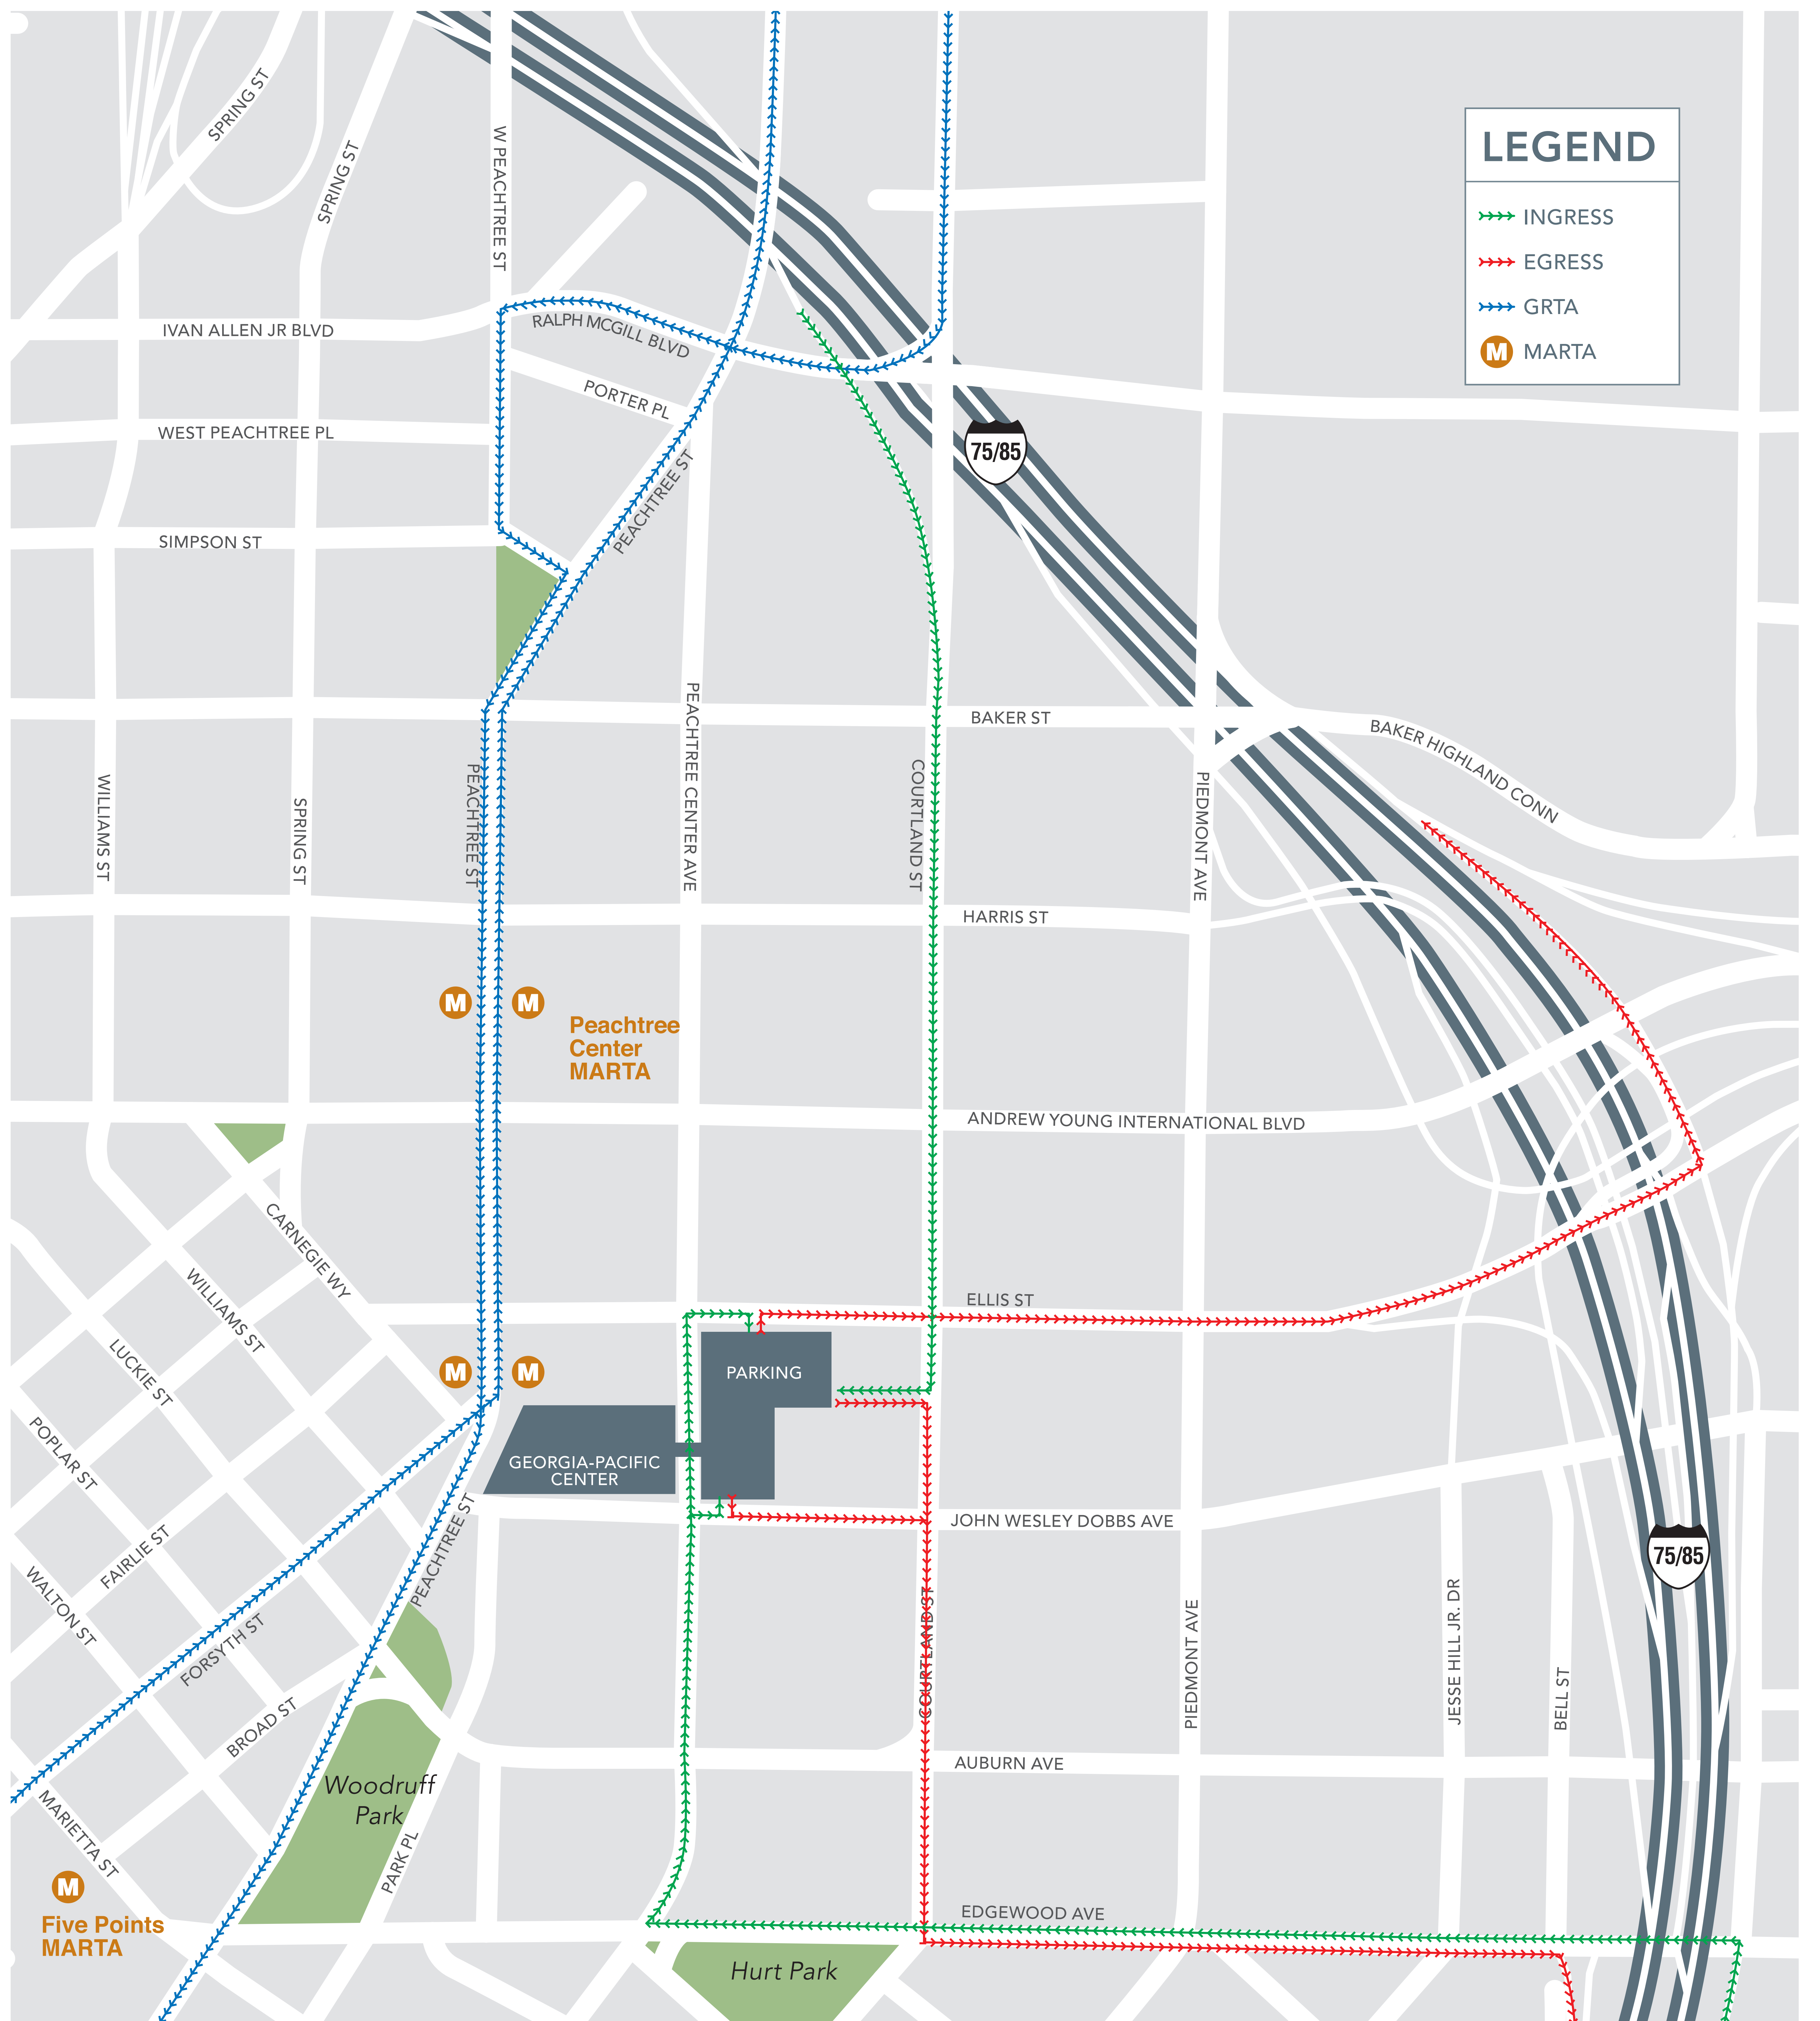 LEGEND
INGRESS
EGRESS
GRTA
M MARTA
SPRING ST
SPRING ST
W PEACHTREE ST
IVAN ALLEN JR BLVD
RALPH MCGILL BLVD
PORTER PL
WEST PEACHTREE PL
75/85
PEACHTREE ST
SIMPSON ST
BAKER ST
BAKER HIGHLAND CONN
PEACHTREE CENTER AVE
WILLIAMS ST
SPRING ST
PEACHTREE ST
COURTLAND ST
PIEDMONT AVE
HARRIS ST
M
M
Peachtree
Center
MARTA
ANDREW YOUNG INTERNATIONAL BLVD
CARNEGIE WY
WILLIAMS ST
ELLIS ST
LUCKIE ST
M
M
PARKING
POPLAR ST
GEORGIA-PACIFIC
CENTER
PEACHTREE ST
JOHN WESLEY DOBBS AVE
75/85
FAIRLIE ST
WALTON ST
FORSYTH ST
COURTLAND ST
PIEDMONT AVE
JESSE HILL JR. DR
BELL ST
BROAD ST
AUBURN AVE
Woodruff
Park
MARIETTA ST
PARK PL
M
Five Points
MARTA
EDGEWOOD AVE
Hurt Park